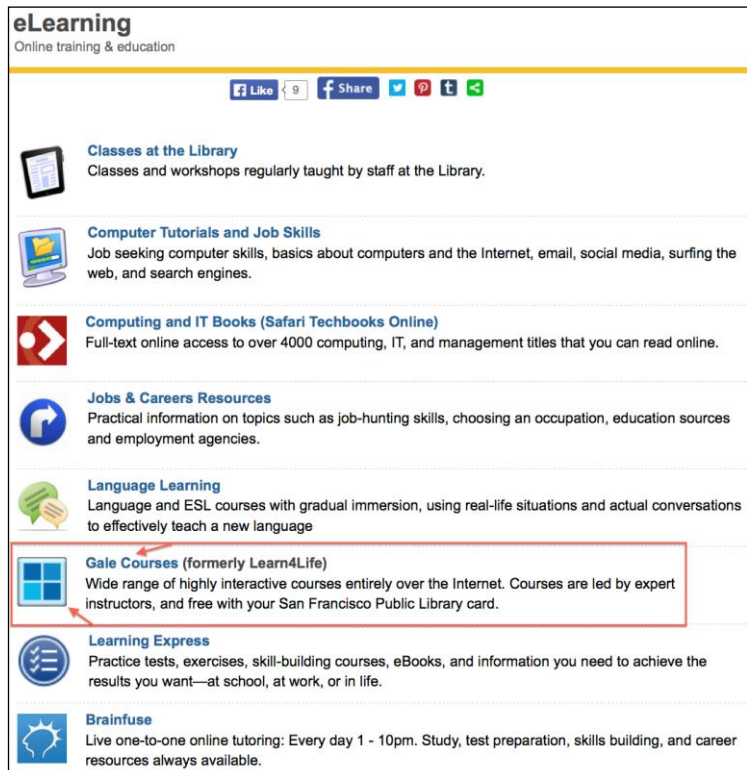 eLearning
Online training & education
Like 9 Share
Classes at the Library
Classes and workshops regularly taught by staff at the Library.
Computer Tutorials and Job Skills
Job seeking computer skills, basics about computers and the Internet, email, social media, surfing the
web, and search engines.
Computing and IT Books (Safari Techbooks Online)
Full-text online access to over 4000 computing, IT, and management titles that you can read online.
Jobs & Careers Resources
Practical information on topics such as job-hunting skills, choosing an occupation, education sources
and employment agencies.
Language Learning
Language and ESL courses with gradual immersion, using real-life situations and actual conversations
to effectively teach a new language
Gale Courses (formerly Learn4Life)
Wide range of highly interactive courses entirely over the Internet. Courses are led by expert
instructors, and free with your San Francisco Public Library card.
Learning Express
Practice tests, exercises, skill-building courses, eBooks, and information you need to achieve the
results you want—at school, at work, or in life.
Brainfuse
Live one-to-one online tutoring: Every day 1 - 10pm. Study, test preparation, skills building, and career
resources always available.